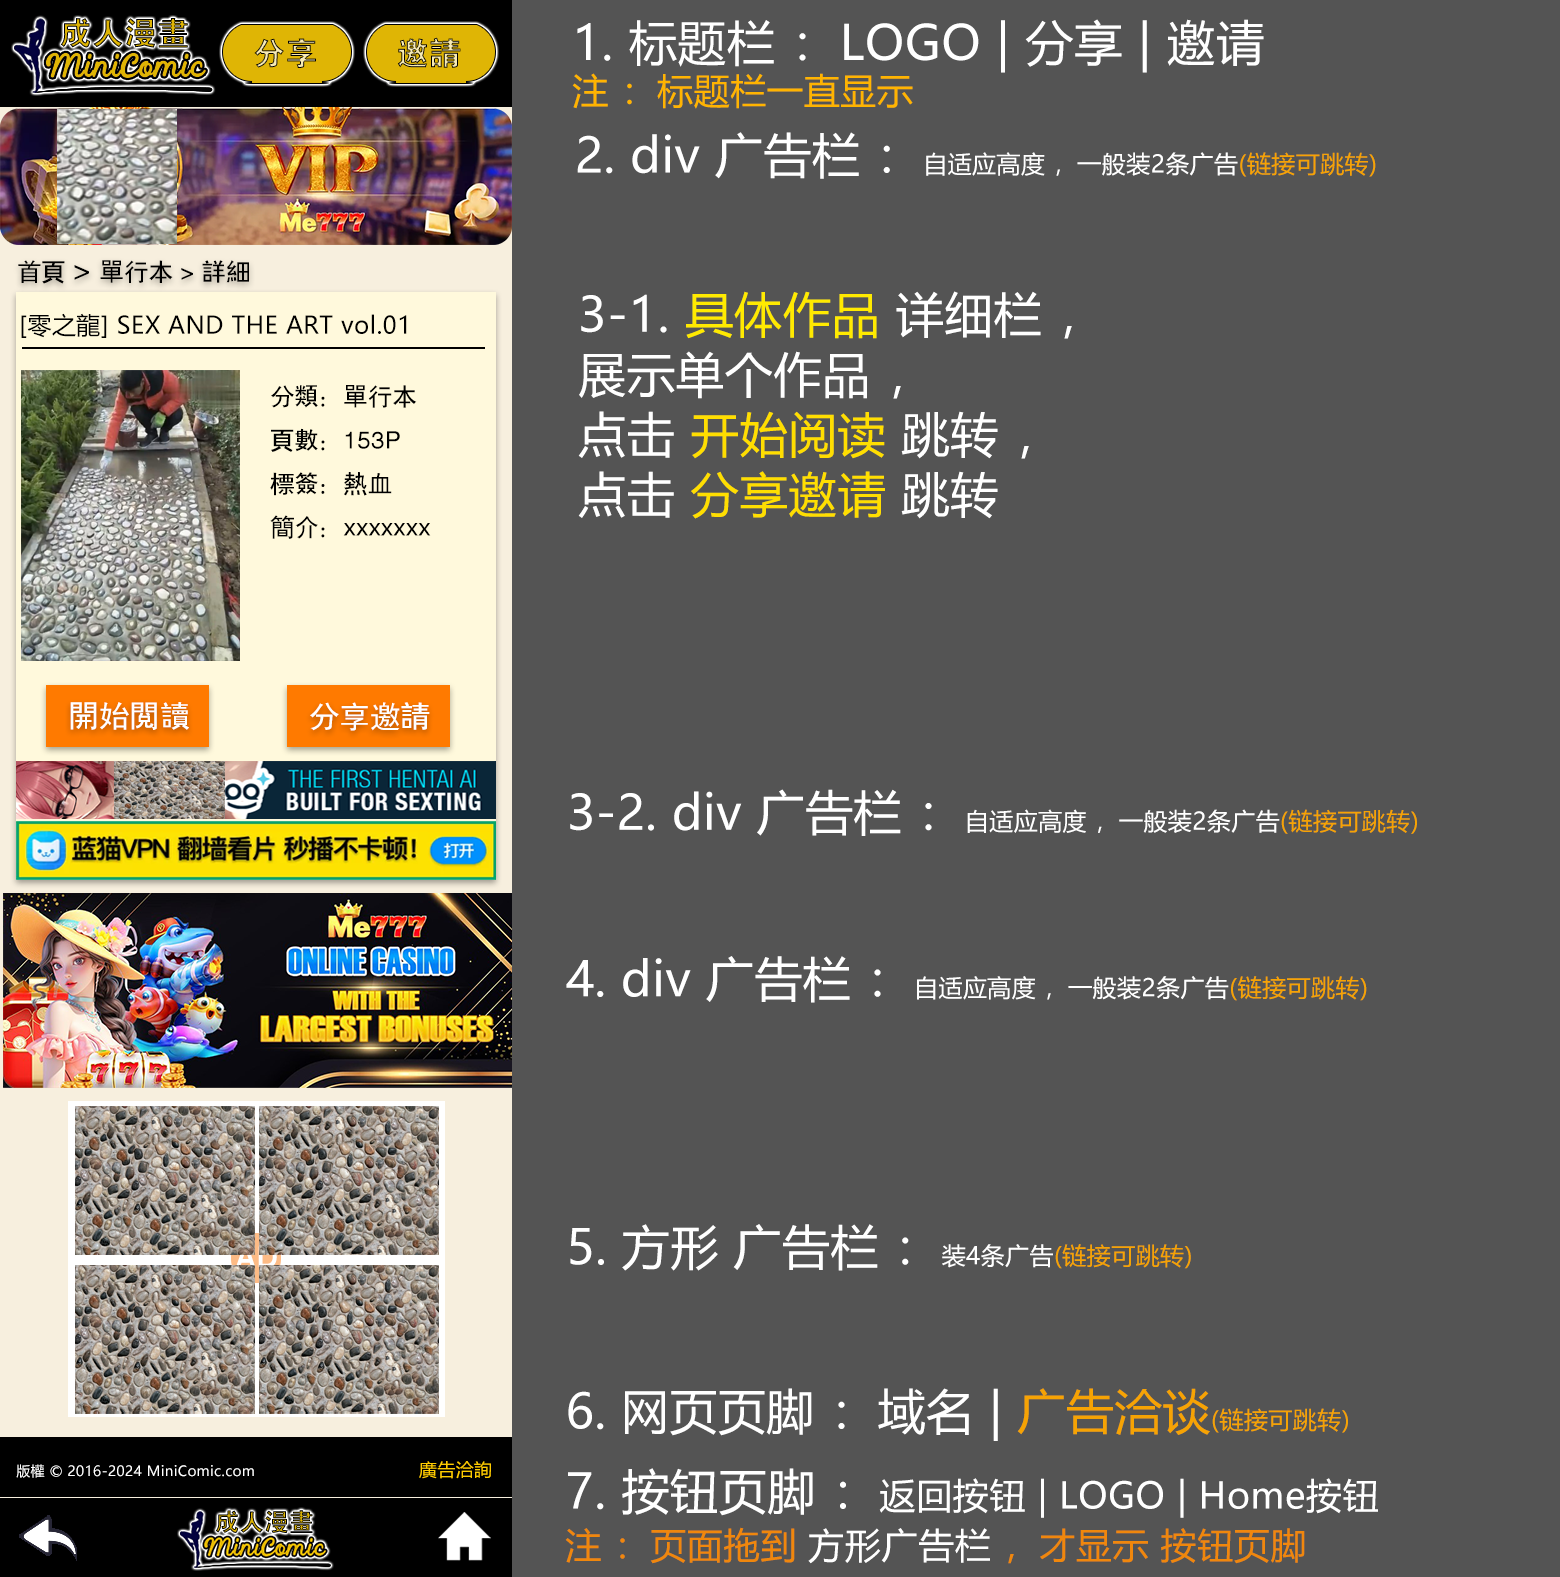 成人漫畫
MiniComic
分享
邀請
VIP
Me777
首頁 > 單行本 > 詳細
[零之龍] SEX AND THE ART vol.01
分類：單行本
頁數：153P
標簽：熱血
簡介：xxxxxxx
開始閲讀
分享邀請
THE FIRST HENTAI AI
BUILT FOR SEXTING
蓝猫VPN 翻墙看片 秒播不卡顿！
打开
Me777
ONLINE CASINO
WITH THE
LARGEST BONUSES
777
版權 © 2016-2024 MiniComic.com
廣告洽詢
成人漫畫
MiniComic
1. 标题栏 ： LOGO | 分享 | 邀请
注 ： 标题栏一直显示
2. div 广告栏 ： 自适应高度 ，一般装2条广告(链接可跳转)
3-1. 具体作品 详细栏 ，
展示单个作品 ，
点击 开始阅读 跳转 ，
点击 分享邀请 跳转
3-2. div 广告栏 ： 自适应高度 ，一般装2条广告(链接可跳转)
4. div 广告栏 ： 自适应高度 ，一般装2条广告(链接可跳转)
5. 方形 广告栏 ： 装4条广告(链接可跳转)
6. 网页页脚 ： 域名 | 广告洽谈(链接可跳转)
7. 按钮页脚 ： 返回按钮 | LOGO | Home按钮
注 ： 页面拖到 方形广告栏 ，才显示 按钮页脚